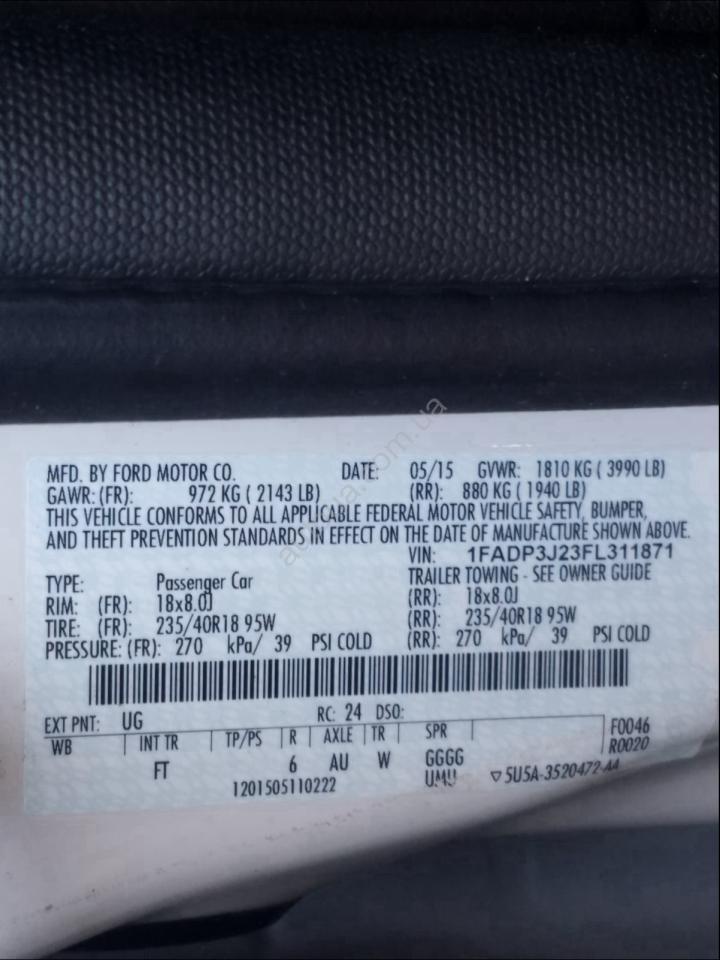 MFD. BY FORD MOTOR CO. DATE: 05/15 GVWR: 1810 KG ( 3990 LB)
GAWR: (FR): 972 KG ( 2143 LB) (RR): 880 KG ( 1940 LB)
THIS VEHICLE CONFORMS TO ALL APPLICABLE FEDERAL MOTOR VEHICLE SAFETY, BUMPER,
AND THEFT PREVENTION STANDARDS IN EFFECT ON THE DATE OF MANUFACTURE SHOWN ABOVE.
VIN: 1FADP3J23FL311871
TYPE: Passenger Car TRAILER TOWING - SEE OWNER GUIDE
RIM: (FR): 18x8.0J (RR): 18x8.0J
TIRE: (FR): 235/40R18 95W (RR): 235/40R18 95W
PRESSURE: (FR): 270 kPa/ 39 PSI COLD (RR): 270 kPa/ 39 PSI COLD
EXT PNT: UG RC: 24 DSO:
WB INT TR TP/PS R AXLE TR SPR F0046
R0020
FT 6 AU W GGGG
1201505110222 UMU 5U5A-3520472-AA